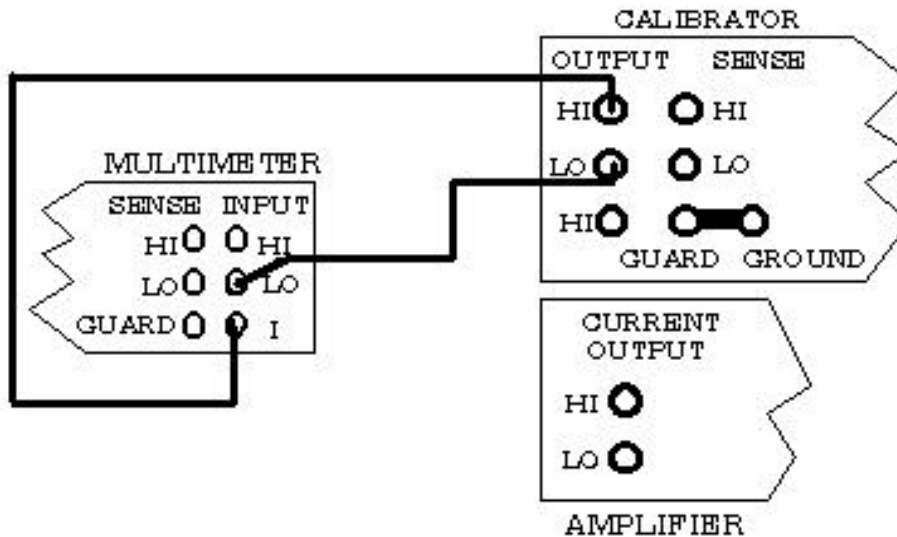 CALIBRATOR
OUTPUT SENSE
HI HI
LO LO
HI
GUARD GROUND
MULTIMETER
SENSE INPUT
HI HI
LO LO
GUARD I
CURRENT
OUTPUT
HI
LO
AMPLIFIER